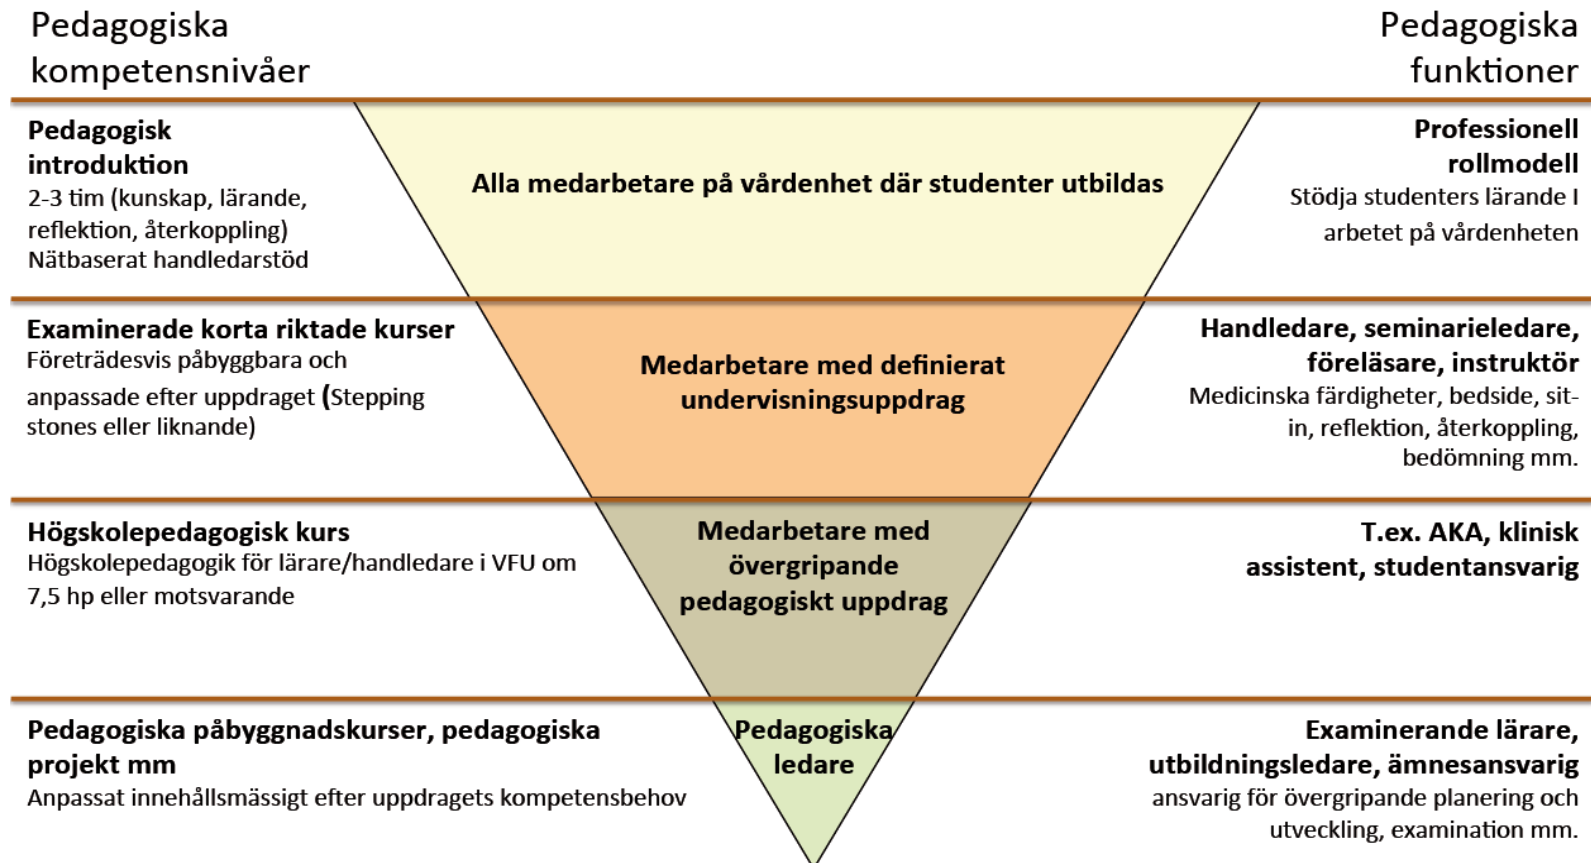 Pedagogiska
kompetensnivåer
Pedagogiska
funktioner
Pedagogisk
introduktion
2-3 tim (kunskap, lärande,
reflektion, återkoppling)
Nätbaserat handledarstöd
Alla medarbetare på vårdenhet där studenter utbildas
Professionell
rollmodell
Stödja studenters lärande I
arbetet på vårdenheten
Examinerade korta riktade kurser
Företrädesvis påbyggbara och
anpassade efter uppdraget (Stepping
stones eller liknande)
Medarbetare med definierat
undervisningsuppdrag
Handledare, seminarieledare,
föreläsare, instruktör
Medicinska färdigheter, bedside, sit-
in, reflektion, återkoppling,
bedömning mm.
Högskolepedagogisk kurs
Högskolepedagogik för lärare/handledare i VFU om
7,5 hp eller motsvarande
Medarbetare med
övergripande
pedagogiskt uppdrag
T.ex. AKA, klinisk
assistent, studentansvarig
Pedagogiska påbyggnadskurser, pedagogiska
projekt mm
Anpassat innehållsmässigt efter uppdragets kompetensbehov
Pedagogiska
ledare
Examinerande lärare,
utbildningsledare, ämnesansvarig
ansvarig för övergripande planering och
utveckling, examination mm.